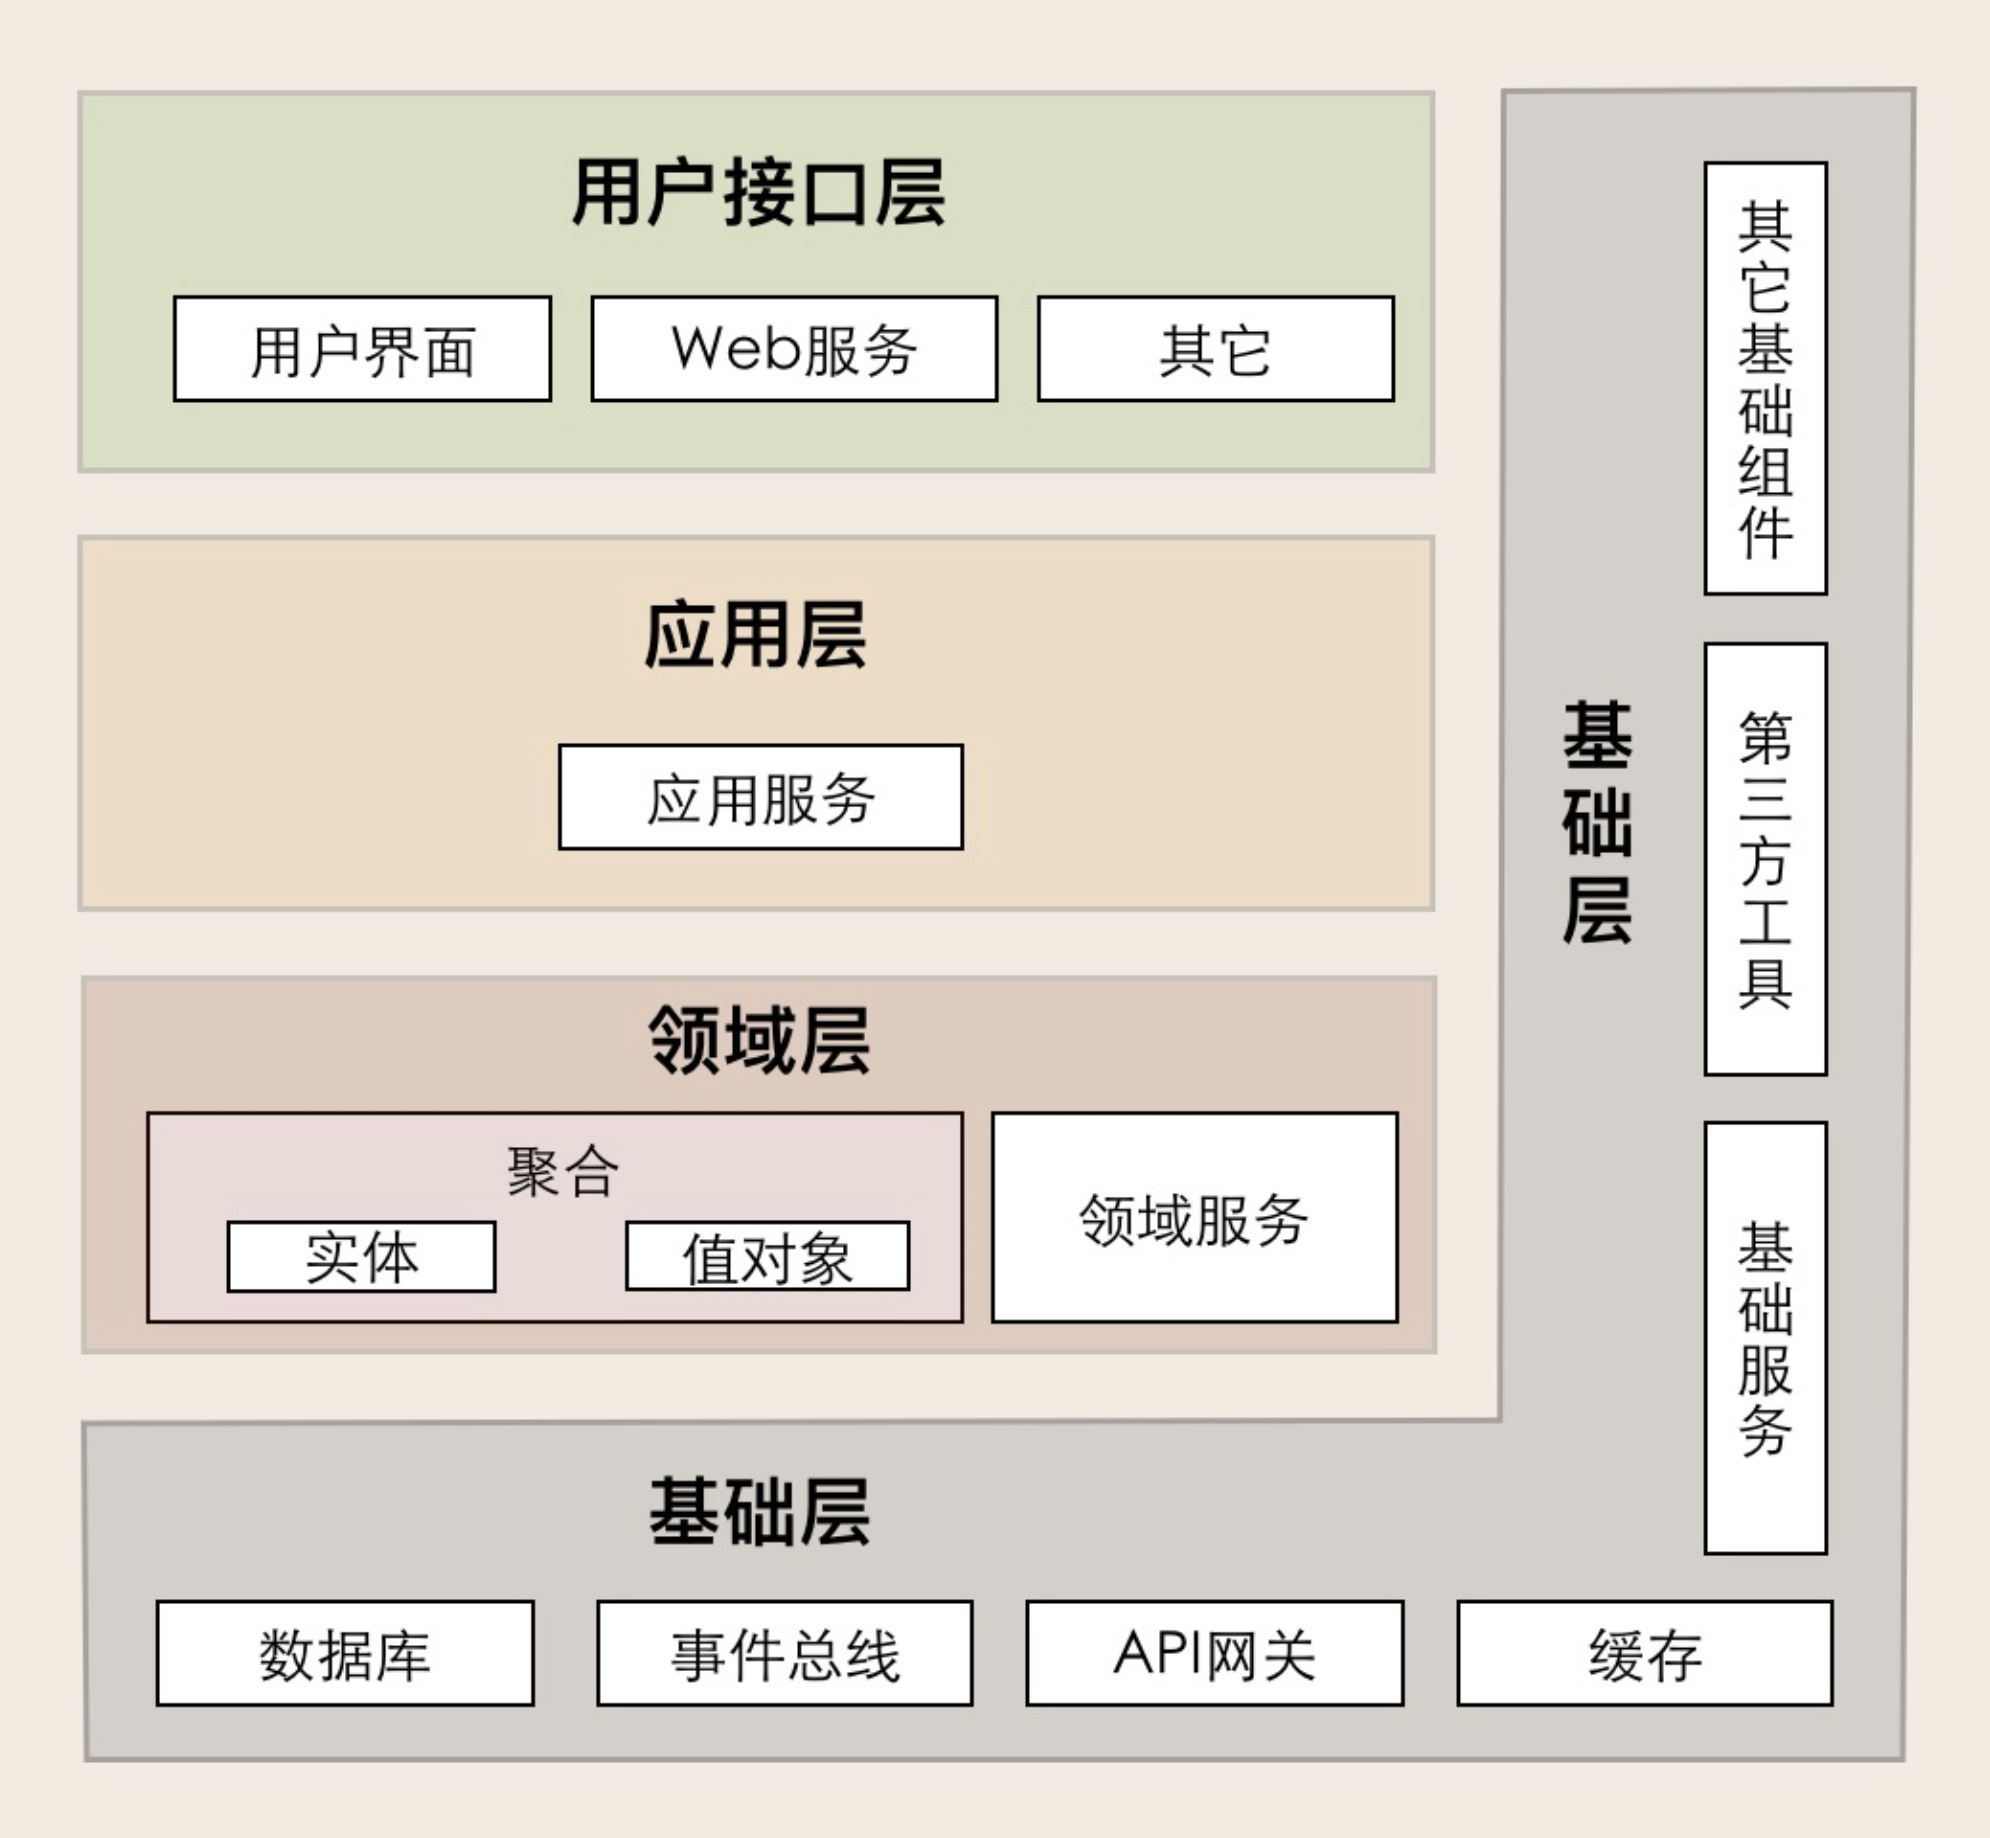 用户接口层
用户界面
Web服务
其它
应用层
应用服务
领域层
聚合
实体
值对象
领域服务
基础层
其它基础组件
第三方工具
基础服务
基础层
数据库
事件总线
API网关
缓存